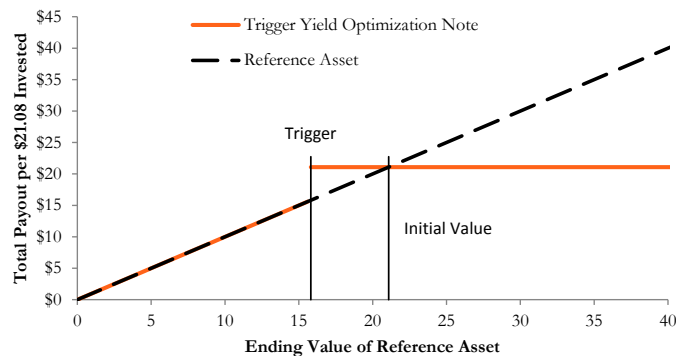 $45
$40
$35
$30
$25
$20
$15
$10
$5
$0
Total Payout per $21.08 Invested
Trigger Yield Optimization Note
Reference Asset
Trigger
Initial Value
0 5 10 15 20 25 30 35 40
Ending Value of Reference Asset